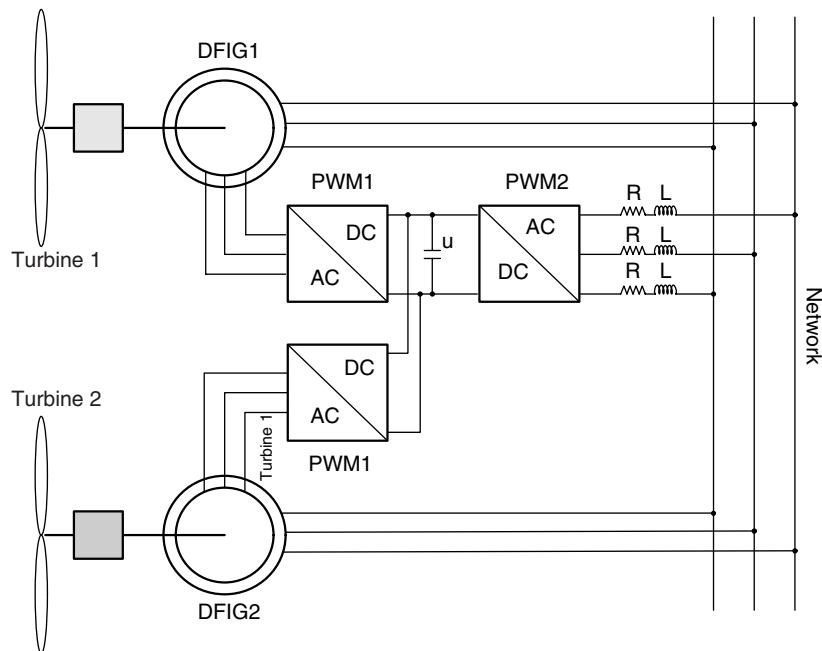 DFIG1
PWM1
PWM2
R L
DC
AC
u
R L
Turbine 1
AC
DC
R L
Network
DC
Turbine 2
AC
Turbine 1
PWM1
DFIG2